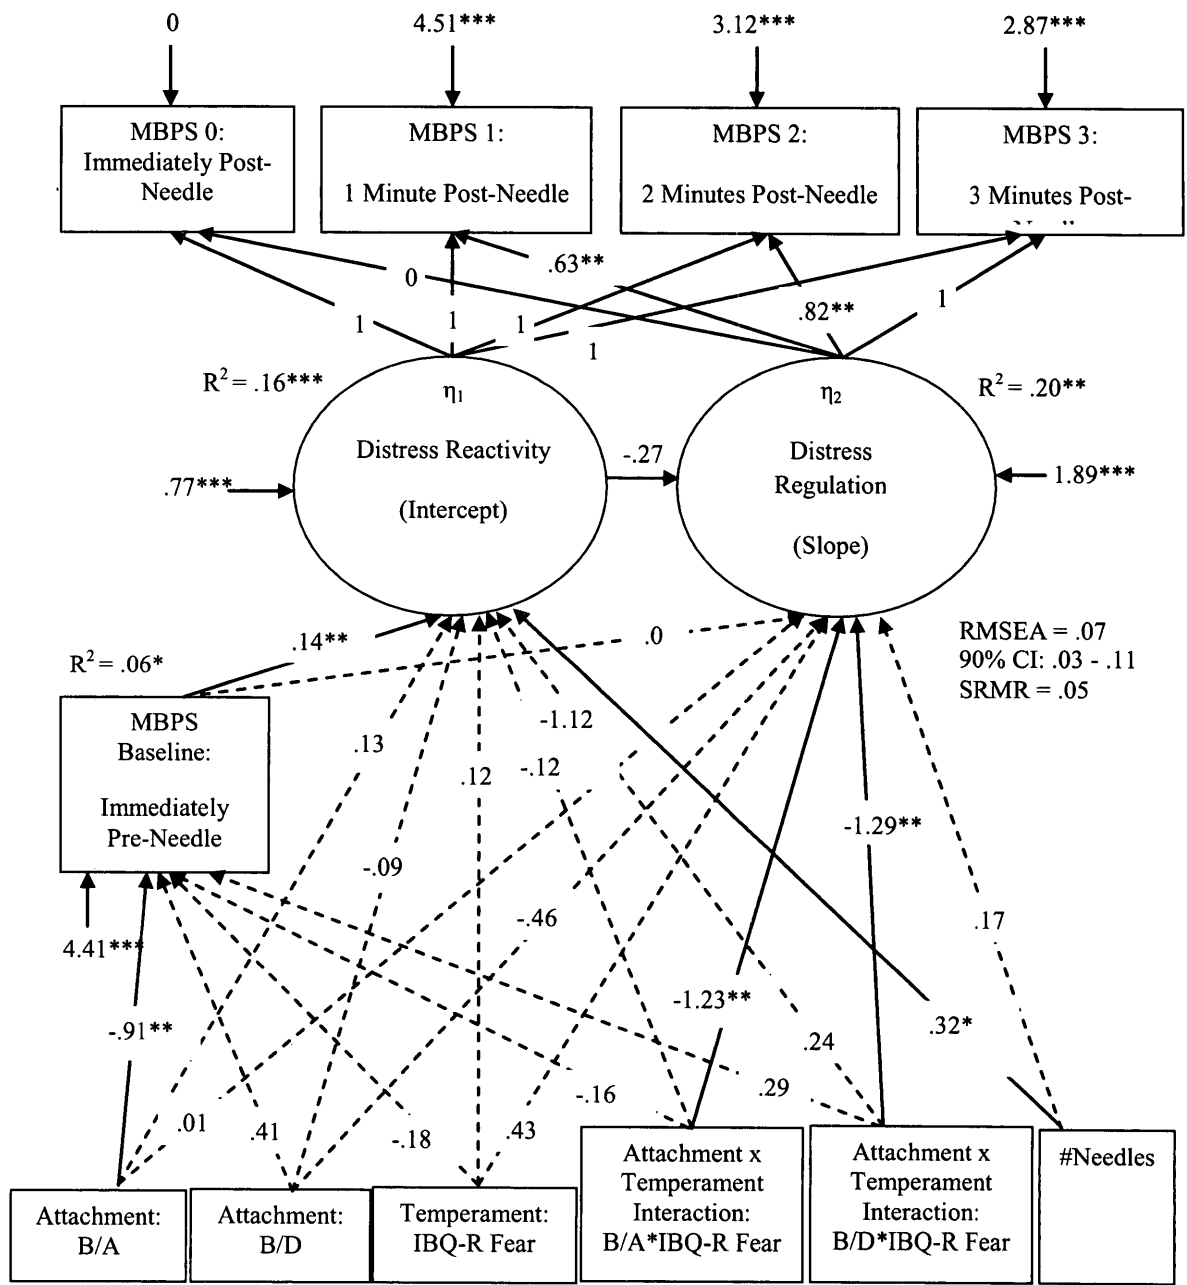 0
4.51***
3.12***
2.87***
MBPS 0:
Immediately Post-
Needle
MBPS 1:
1 Minute Post-Needle
MBPS 2:
2 Minutes Post-Needle
MBPS 3:
3 Minutes Post-
.63**
0
1
1
1
1
.82**
1
R² = .16***
η₁
Distress Reactivity
(Intercept)
.77***
-.27
η₂
Distress
Regulation
(Slope)
R² = .20**
1.89***
RMSEA = .07
90% CI: .03 - .11
SRMR = .05
.14**
.0
R² = .06*
MBPS
Baseline:
Immediately
Pre-Needle
4.41***
.13
-.09
.12
-.12
-1.12
-.46
-1.29**
.17
-.91**
-1.23**
.32*
.24
.29
-.16
.01
.41
-.18
.43
Attachment:
B/A
Attachment:
B/D
Temperament:
IBQ-R Fear
Attachment x
Temperament
Interaction:
B/A*IBQ-R Fear
Attachment x
Temperament
Interaction:
B/D*IBQ-R Fear
#Needles